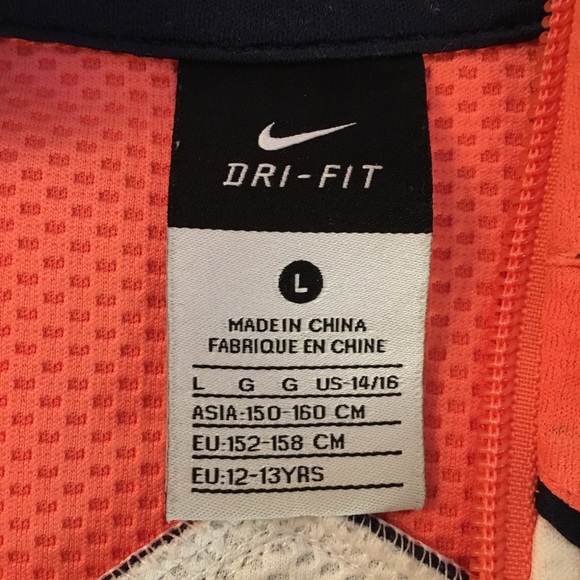 DRI-FIT
L
MADE IN CHINA
FABRIQUE EN CHINE
L G G US-14/16
ASIA:150-160 CM
EU:152-158 CM
EU:12-13YRS